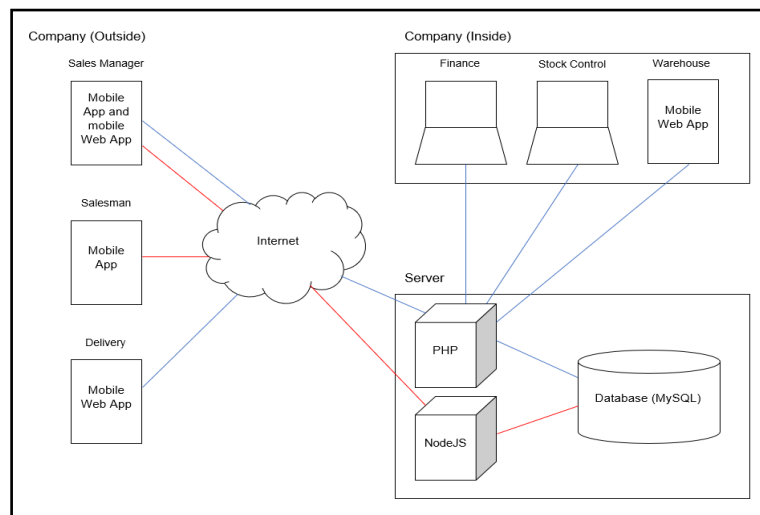 Company (Outside)
Sales Manager
Mobile
App and
mobile
Web App
Salesman
Mobile
App
Delivery
Mobile
Web App
Internet
Company (Inside)
Finance
Stock Control
Warehouse
Mobile
Web App
Server
PHP
NodeJS
Database (MySQL)